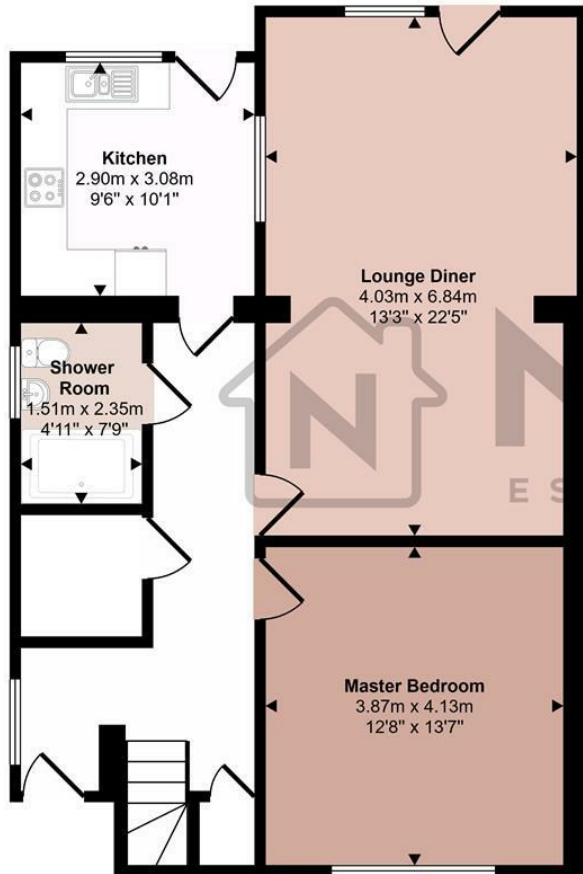 Kitchen
2.90m x 3.08m
9'6" x 10'1"
Lounge Diner
4.03m x 6.84m
13'3" x 22'5"
Shower
Room
1.51m x 2.35m
4'11" x 7'9"
N N
ES
Master Bedroom
3.87m x 4.13m
12'8" x 13'7"